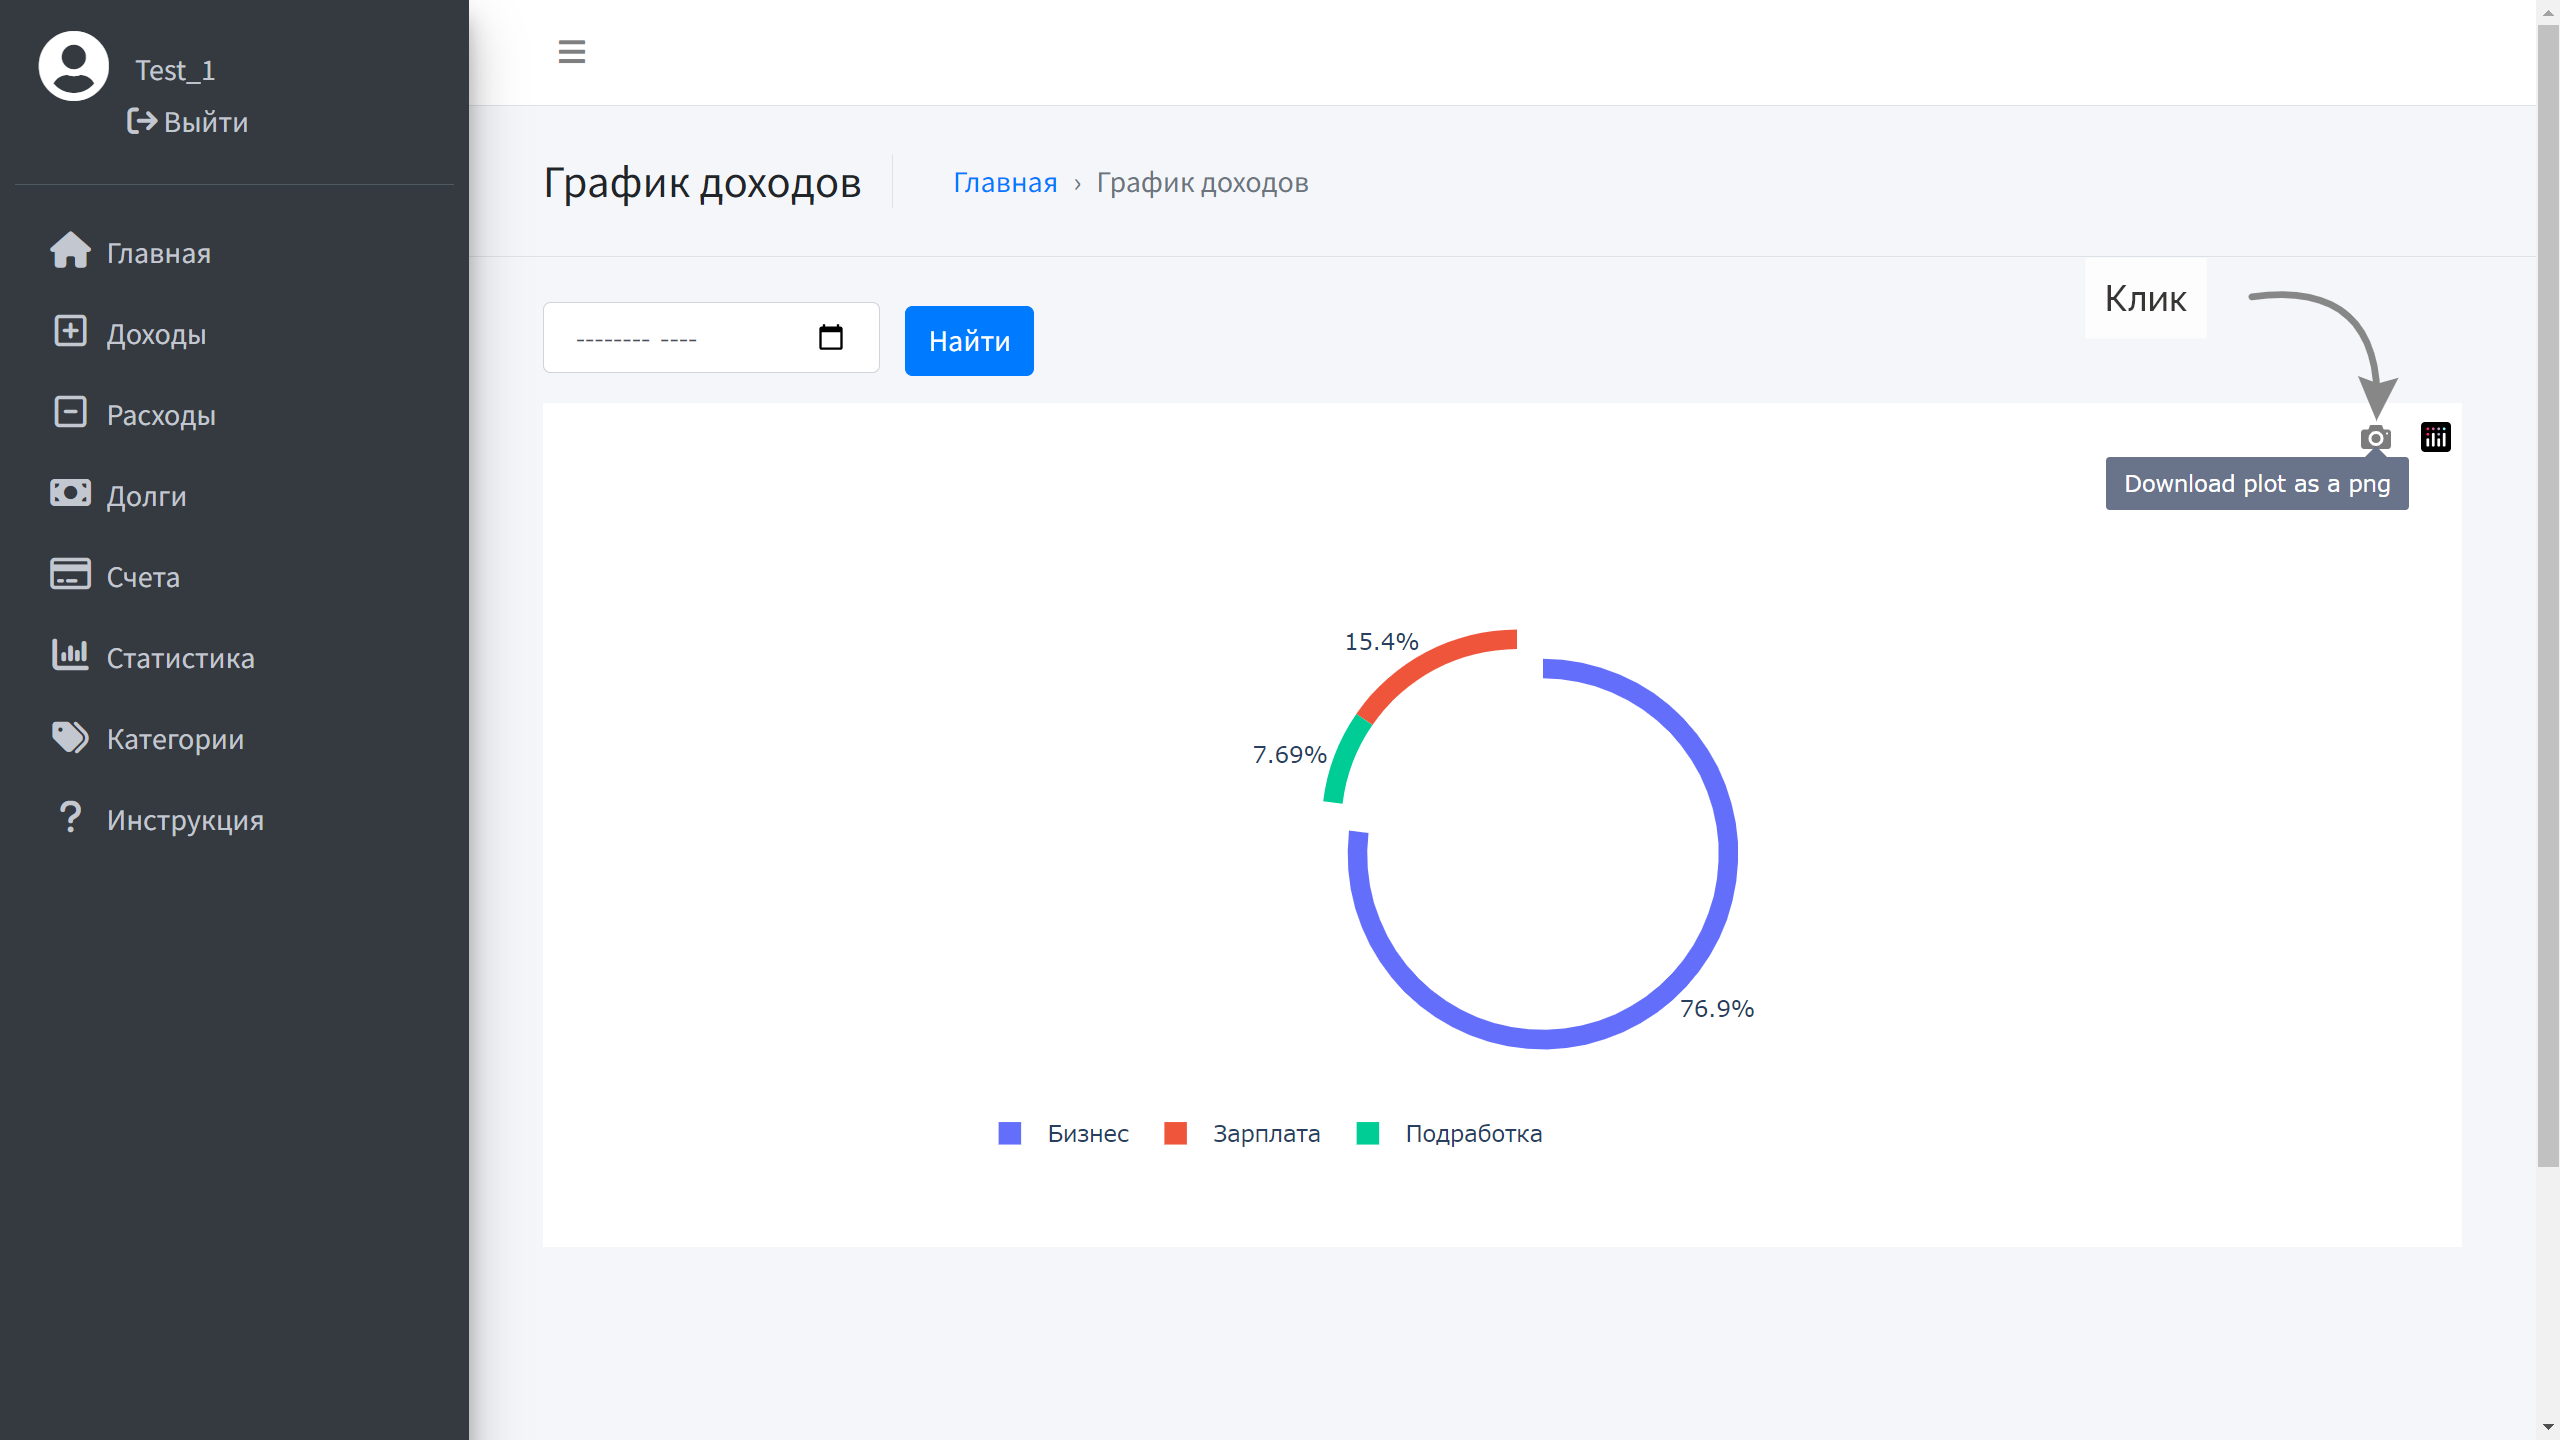 Test_1
Выйти
Главная
Доходы
Расходы
Долги
Счета
Статистика
Категории
Инструкция
График доходов
Главная › График доходов
-------- ----
Найти
Клик
Download plot as a png
15.4%
7.69%
76.9%
Бизнес Зарплата Подработка